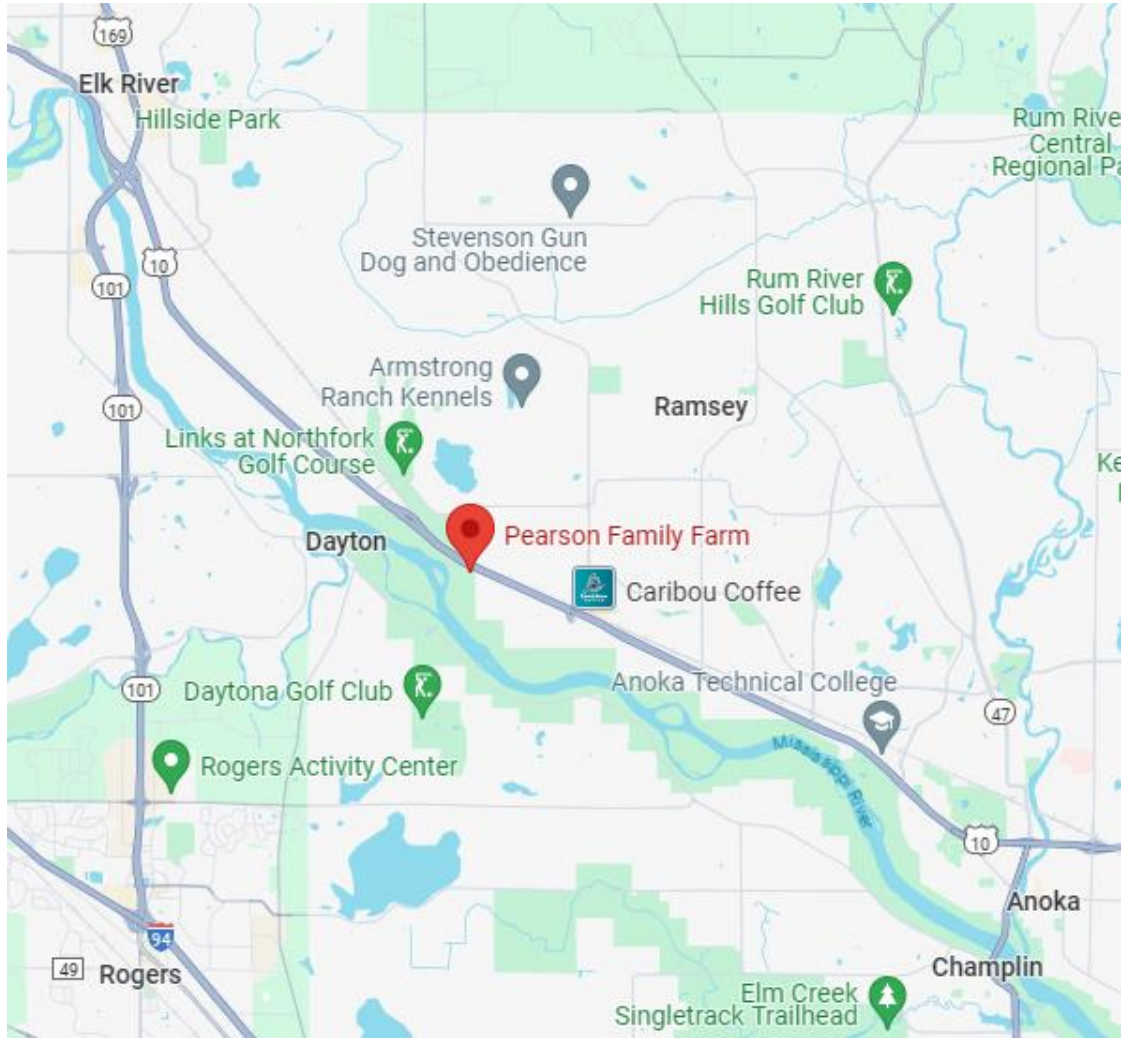 169
Elk River
Hillside Park
Rum Rive
Central
Regional Pa
Stevenson Gun
Dog and Obedience
10
101
Rum River
Hills Golf Club
Armstrong
Ranch Kennels
101
Ramsey
Links at Northfork
Golf Course
Ke
Dayton
Pearson Family Farm
Caribou Coffee
101
Daytona Golf Club
Anoka Technical College
47
Mississippi River
Rogers Activity Center
10
Anoka
94
49
Rogers
Champlin
Elm Creek
Singletrack Trailhead